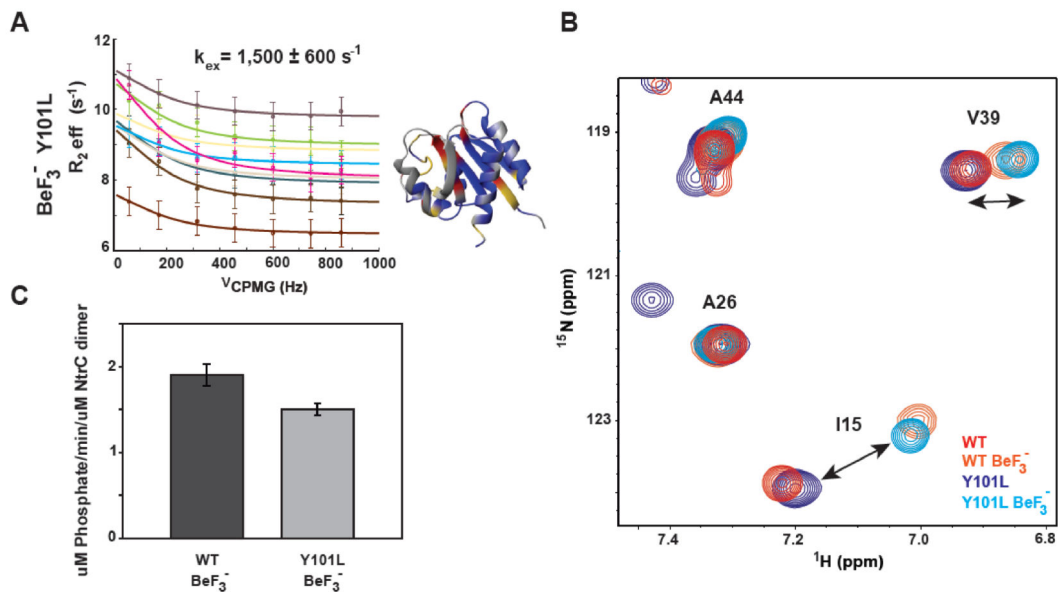 A
k_ex = 1,500 ± 600 s⁻¹
BeF₃⁻ Y101L
R₂ eff (s⁻¹)
12
10
8
6
0
200
400
600
800
1000
νCPMG (Hz)
B
A44
V39
A26
I15
WT
WT BeF₃⁻
Y101L
Y101L BeF₃⁻
119
121
123
¹⁵N (ppm)
7.4
7.2
7.0
6.8
¹H (ppm)
C
uM Phosphate/min/uM NtrC dimer
2
1
0
WT
BeF₃⁻
Y101L
BeF₃⁻